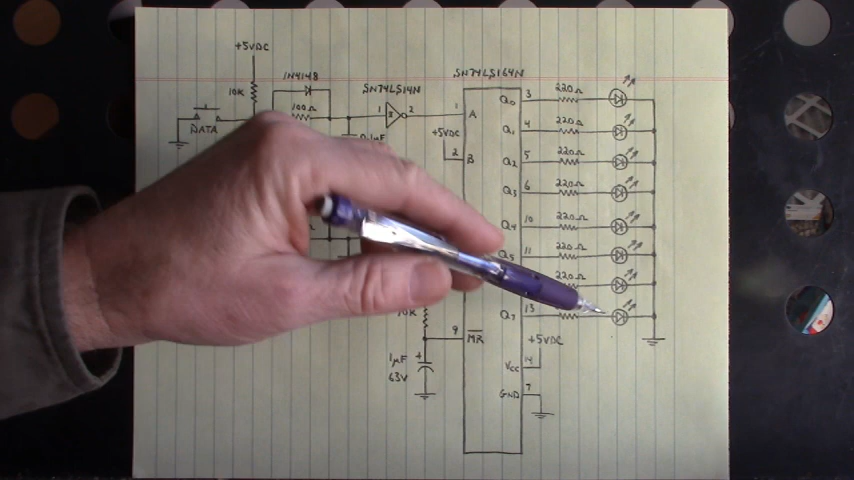 +5VDC
1N4148
SN74LS14N
SN74LS164N
10K
100Ω
1
2
1
A
DATA
0.1µF
+5VDC
2
B
Q0
3
220Ω
Q1
4
220Ω
Q2
5
220Ω
Q3
6
220Ω
Q4
10
220Ω
Q5
11
220Ω
220Ω
Q7
13
10K
9
MR
+5VDC
1µF
+
63V
VCC
14
GND
7